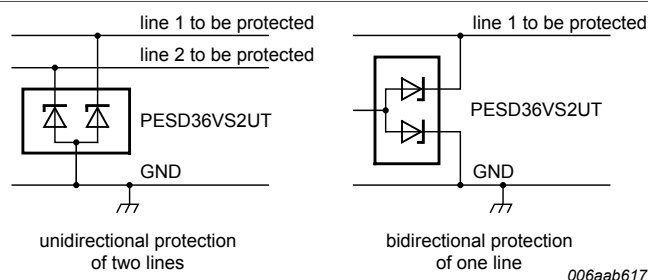 line 1 to be protected
line 2 to be protected
PESD36VS2UT
GND
unidirectional protection
of two lines
line 1 to be protected
PESD36VS2UT
GND
bidirectional protection
of one line
006aab617